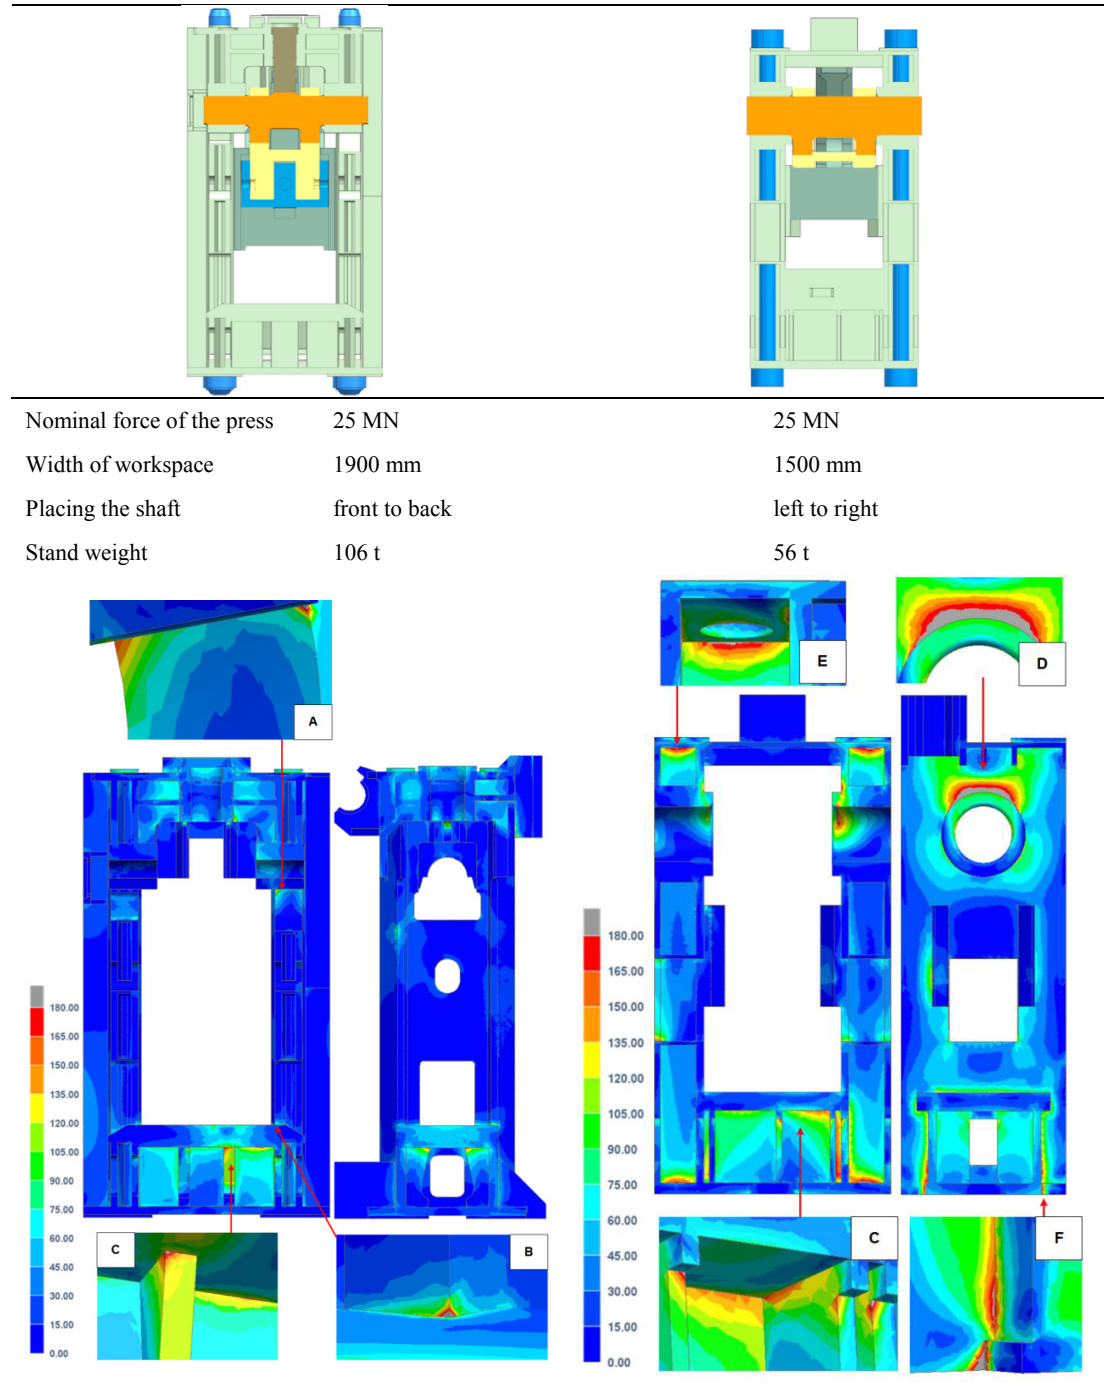 Nominal force of the press 25 MN 25 MN
Width of workspace 1900 mm 1500 mm
Placing the shaft front to back left to right
Stand weight 106 t 56 t
A
E
D
180.00
165.00
150.00
135.00
120.00
105.00
90.00
75.00
60.00
45.00
30.00
15.00
0.00
C
B
180.00
165.00
150.00
135.00
120.00
105.00
90.00
75.00
60.00
45.00
30.00
15.00
0.00
C
F